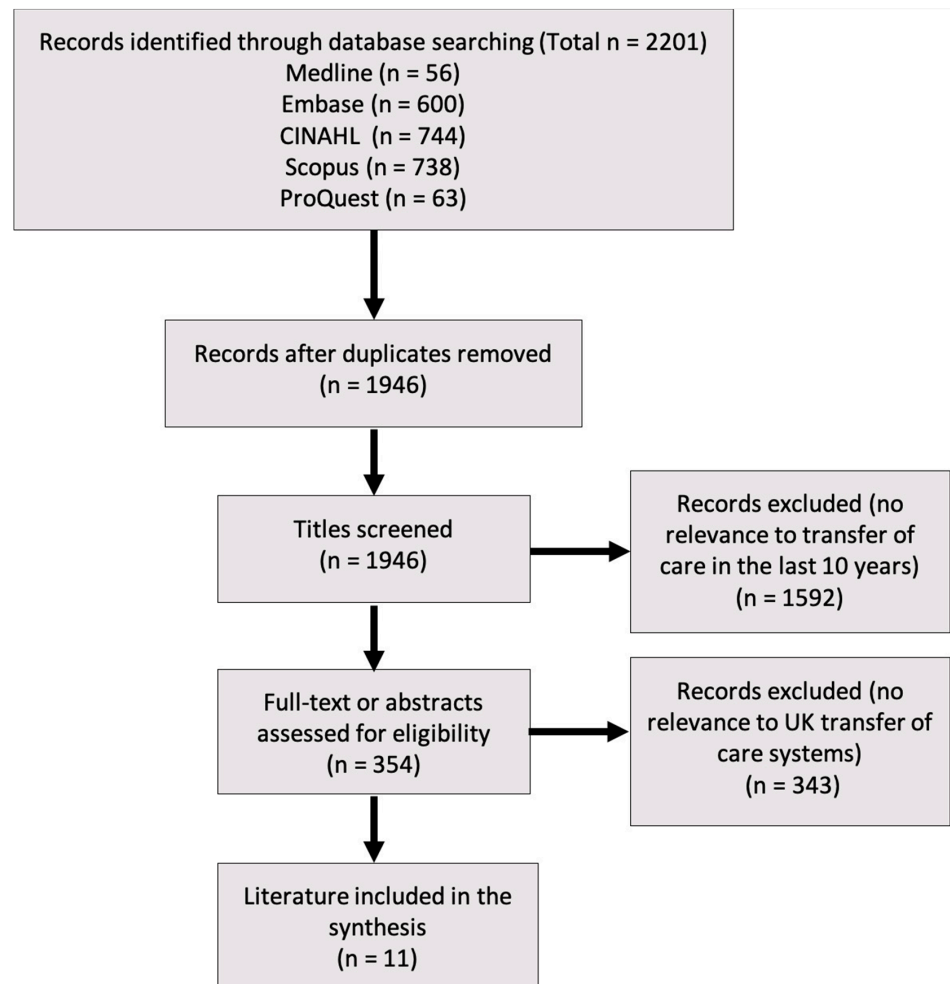 Records identified through database searching (Total n = 2201)
Medline (n = 56)
Embase (n = 600)
CINAHL (n = 744)
Scopus (n = 738)
ProQuest (n = 63)
Records after duplicates removed
(n = 1946)
Titles screened
(n = 1946)
Records excluded (no
relevance to transfer of
care in the last 10 years)
(n = 1592)
Full-text or abstracts
assessed for eligibility
(n = 354)
Records excluded (no
relevance to UK transfer of
care systems)
(n = 343)
Literature included in the
synthesis
(n = 11)